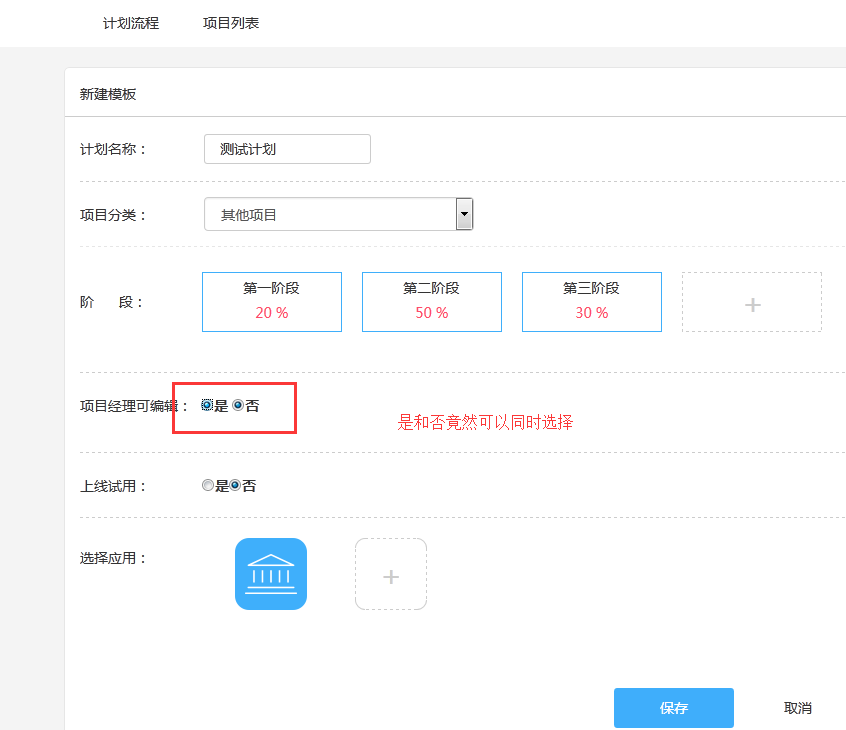 计划流程 项目列表
新建模板
计划名称： 测试计划
项目分类： 其他项目
第一阶段 第二阶段 第三阶段
阶 段：
20 % 50 % 30 %
项目经理可编辑： 是 否
是和否竟然可以同时选择
上线试用： 是 否
选择应用：
保存 取消